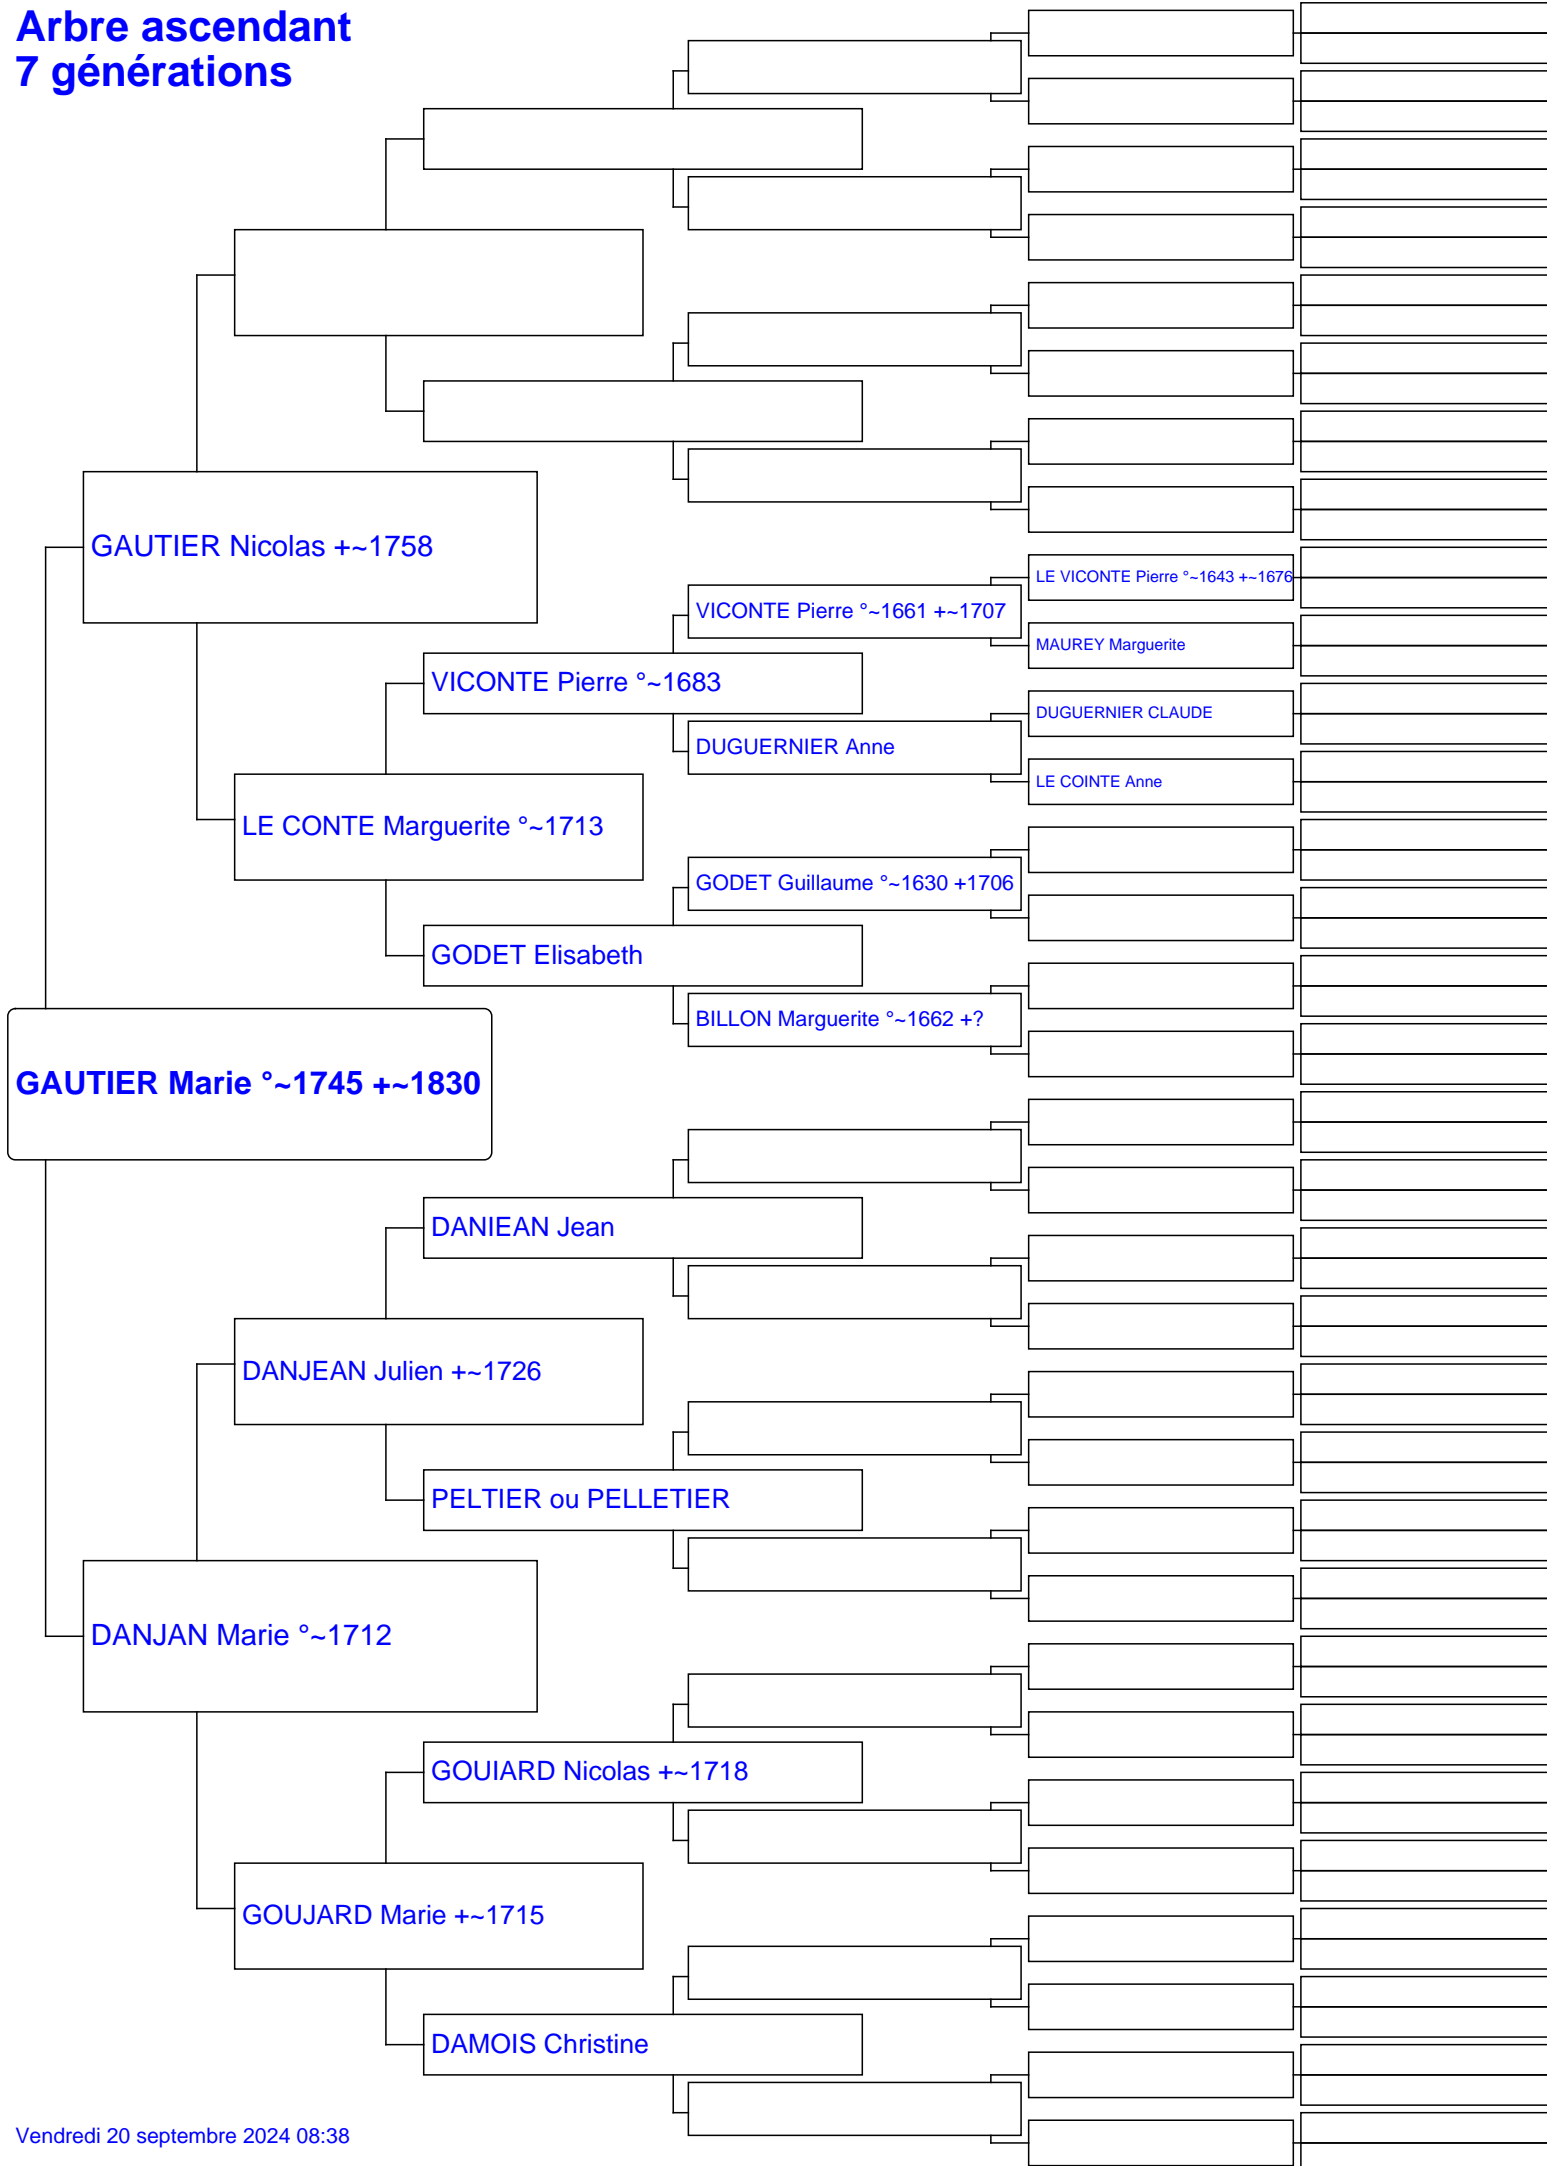 Arbre ascendant
7 générations
GAUTIER Nicolas +~1758
LE VICONTE Pierre °~1643 +~1676
VICONTE Pierre °~1661 +~1707
MAUREY Marguerite
VICONTE Pierre °~1683
DUGUERNIER CLAUDE
DUGUERNIER Anne
LE COINTE Anne
LE CONTE Marguerite °~1713
GODET Guillaume °~1630 +1706
GODET Elisabeth
BILLON Marguerite °~1662 +?
GAUTIER Marie °~1745 +~1830
DANIEAN Jean
DANJEAN Julien +~1726
PELTIER ou PELLETIER
DANJAN Marie °~1712
GOUIARD Nicolas +~1718
GOUJARD Marie +~1715
DAMOIS Christine
Vendredi 20 septembre 2024 08:38